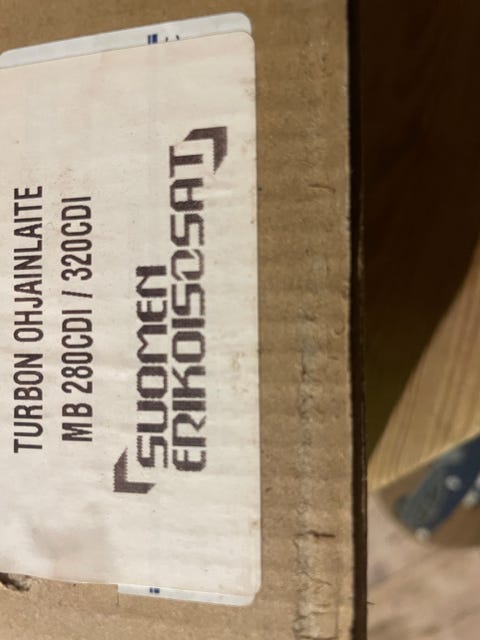 TURBON OHJAINLAITE
MB 280CDI / 320CDI
SUOMEN
ERIKOISOSAT